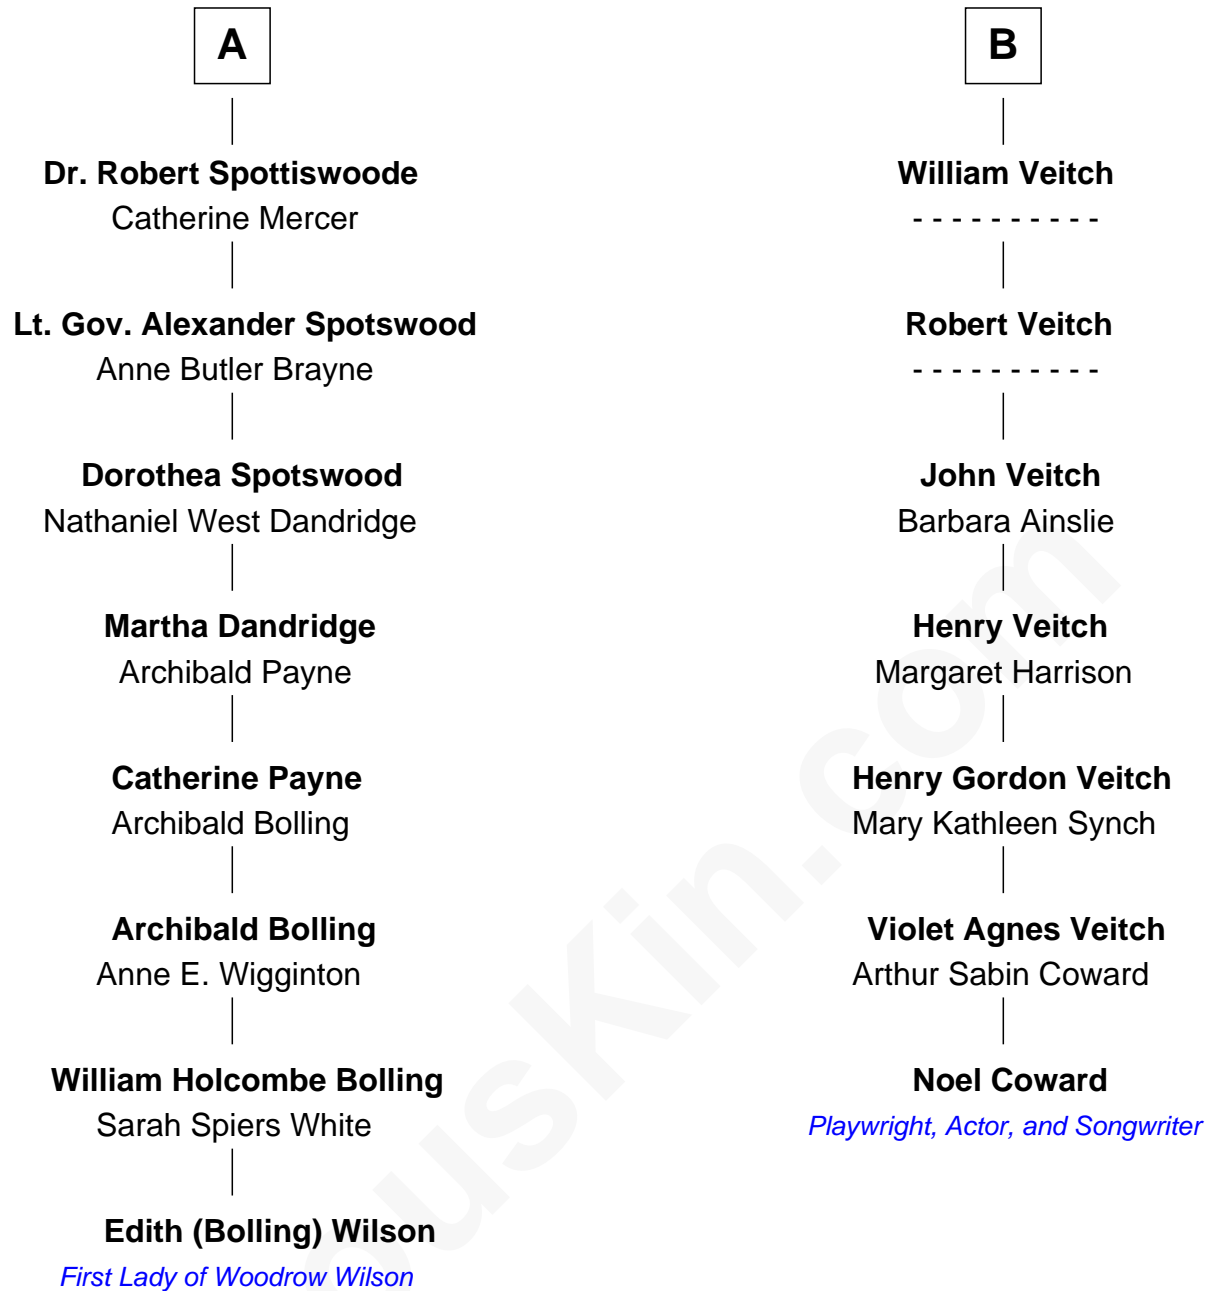 A
Dr. Robert Spottiswoode
Catherine Mercer
Lt. Gov. Alexander Spotswood
Anne Butler Brayne
Dorothea Spotswood
Nathaniel West Dandridge
Martha Dandridge
Archibald Payne
Catherine Payne
Archibald Bolling
Archibald Bolling
Anne E. Wigginton
William Holcombe Bolling
Sarah Spiers White
Edith (Bolling) Wilson
First Lady of Woodrow Wilson
B
William Veitch
- - - - - - - - - -
Robert Veitch
- - - - - - - - - -
John Veitch
Barbara Ainslie
Henry Veitch
Margaret Harrison
Henry Gordon Veitch
Mary Kathleen Synch
Violet Agnes Veitch
Arthur Sabin Coward
Noel Coward
Playwright, Actor, and Songwriter
ousKin.com